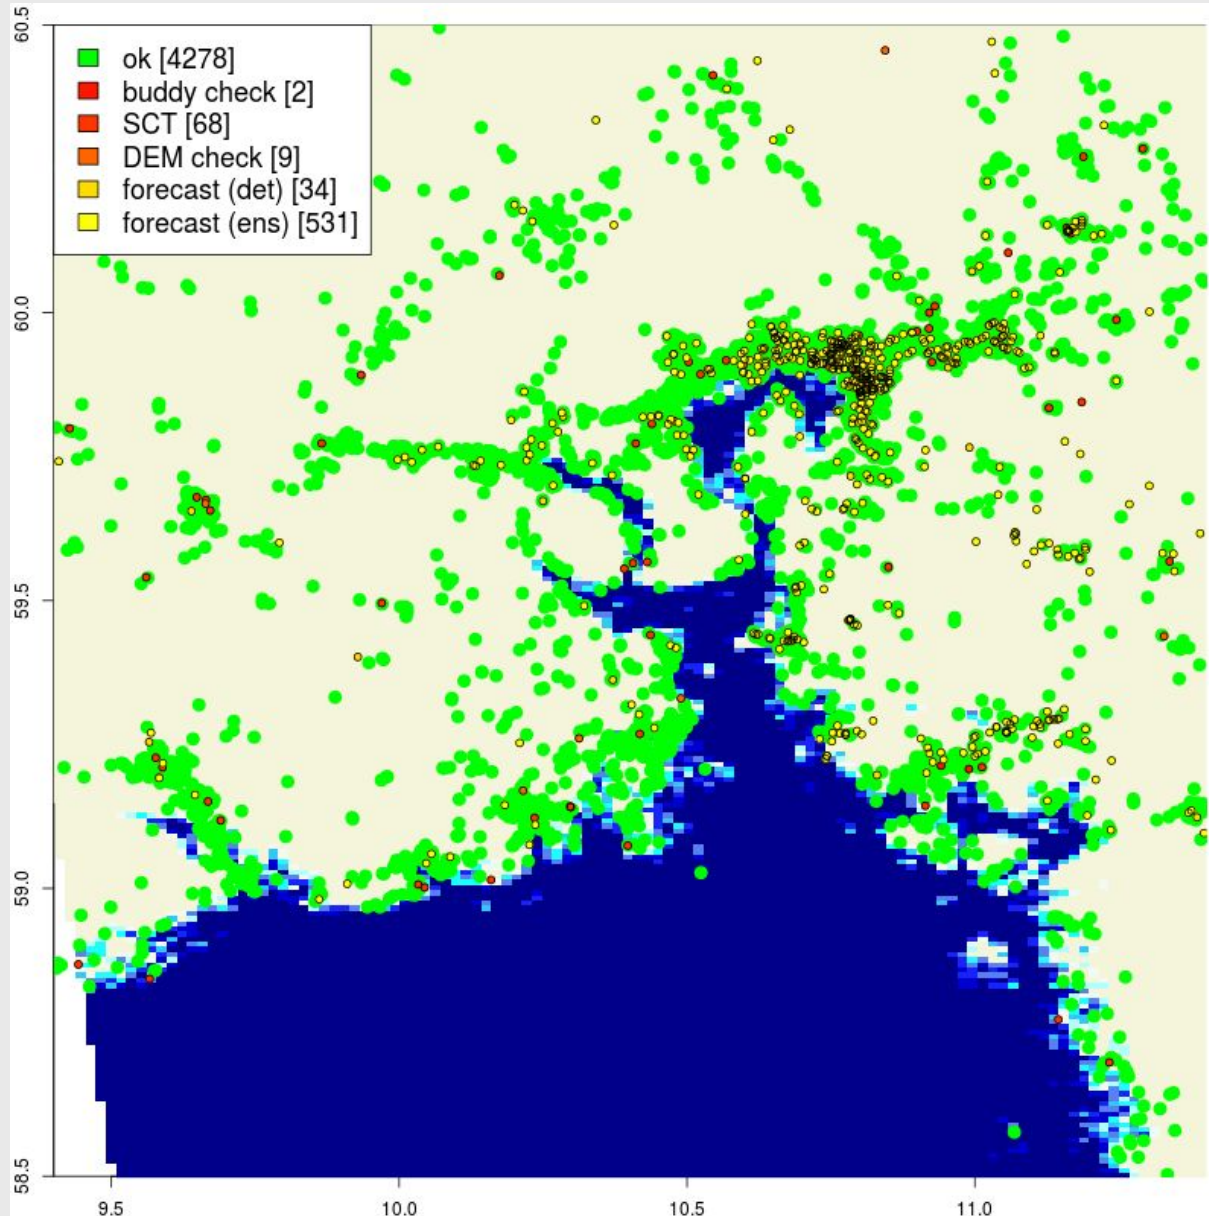 60.5
ok [4278]
buddy check [2]
SCT [68]
DEM check [9]
forecast (det) [34]
forecast (ens) [531]
60.0
59.5
59.0
58.5
9.5 10.0 10.5 11.0